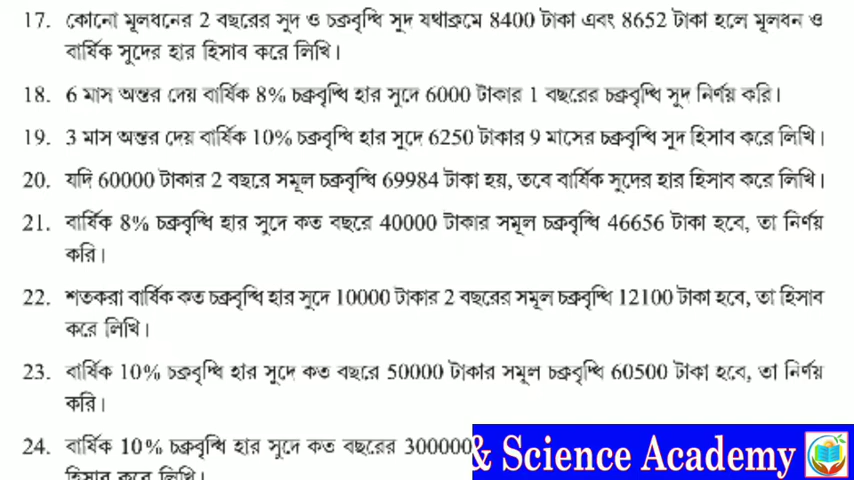 17. কোনো মূলধনের 2 বছরের সুদ ও চক্রবৃদ্ধি সুদ যথাক্রমে 8400 টাকা এবং 8652 টাকা হলে মূলধন ও
বার্ষিক সুদের হার হিসাব করে লিখি।
18. 6 মাস অন্তর দেয় বার্ষিক 8% চক্রবৃদ্ধি হার সুদে 6000 টাকার 1 বছরের চক্রবৃদ্ধি সুদ নির্ণয় করি।
19. 3 মাস অন্তর দেয় বার্ষিক 10% চক্রবৃদ্ধি হার সুদে 6250 টাকার 9 মাসের চক্রবৃদ্ধি সুদ হিসাব করে লিখি।
20. যদি 60000 টাকার 2 বছরে সমূল চক্রবৃদ্ধি 69984 টাকা হয়, তবে বার্ষিক সুদের হার হিসাব করে লিখি।
21. বার্ষিক 8% চক্রবৃদ্ধি হার সুদে কত বছরে 40000 টাকার সমূল চক্রবৃদ্ধি 46656 টাকা হবে, তা নির্ণয়
করি।
22. শতকরা বার্ষিক কত চক্রবৃদ্ধি হার সুদে 10000 টাকার 2 বছরের সমূল চক্রবৃদ্ধি 12100 টাকা হবে, তা হিসাব
করে লিখি।
23. বার্ষিক 10% চক্রবৃদ্ধি হার সুদে কত বছরে 50000 টাকার সমূল চক্রবৃদ্ধি 60500 টাকা হবে, তা নির্ণয়
করি।
24. বার্ষিক 10% চক্রবৃদ্ধি হার সুদে কত বছরের 300000
হিসাব করে লিখি।
& Science Academy